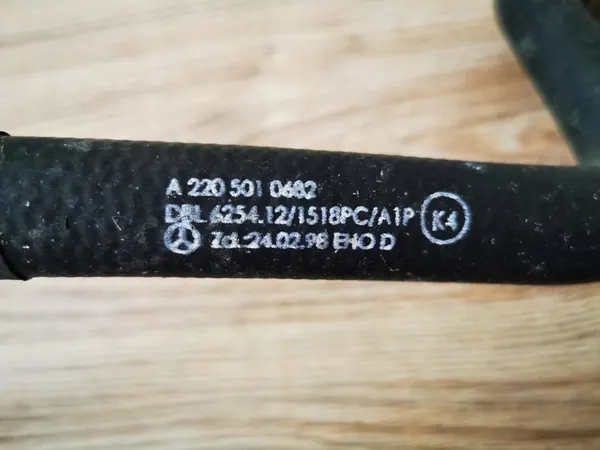 A 220 501 0682
DBL 6254.12/1518PC/A1P K4
Zd.:24.02.98 EHO D